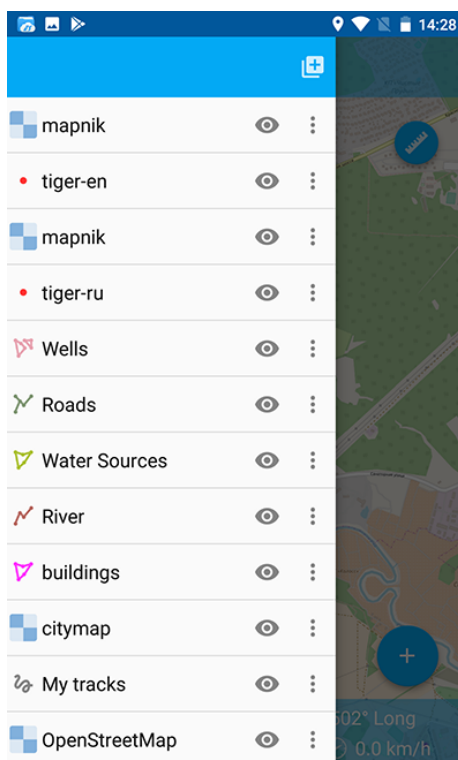 14:28
mapnik
tiger-en
mapnik
tiger-ru
Wells
Roads
Water Sources
River
buildings
citymap
My tracks
OpenStreetMap
502° Long
0.0 km/h